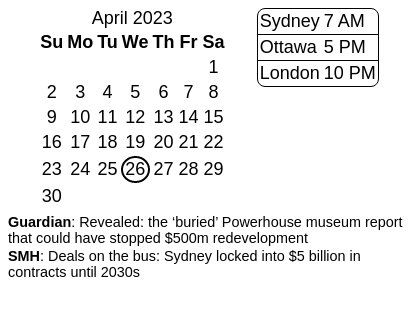 April 2023
Su Mo Tu We Th Fr Sa
1
2 3 4 5 6 7 8
9 10 11 12 13 14 15
16 17 18 19 20 21 22
23 24 25 26 27 28 29
30
Sydney 7 AM
Ottawa 5 PM
London 10 PM
Guardian: Revealed: the ‘buried’ Powerhouse museum report
that could have stopped $500m redevelopment
SMH: Deals on the bus: Sydney locked into $5 billion in
contracts until 2030s